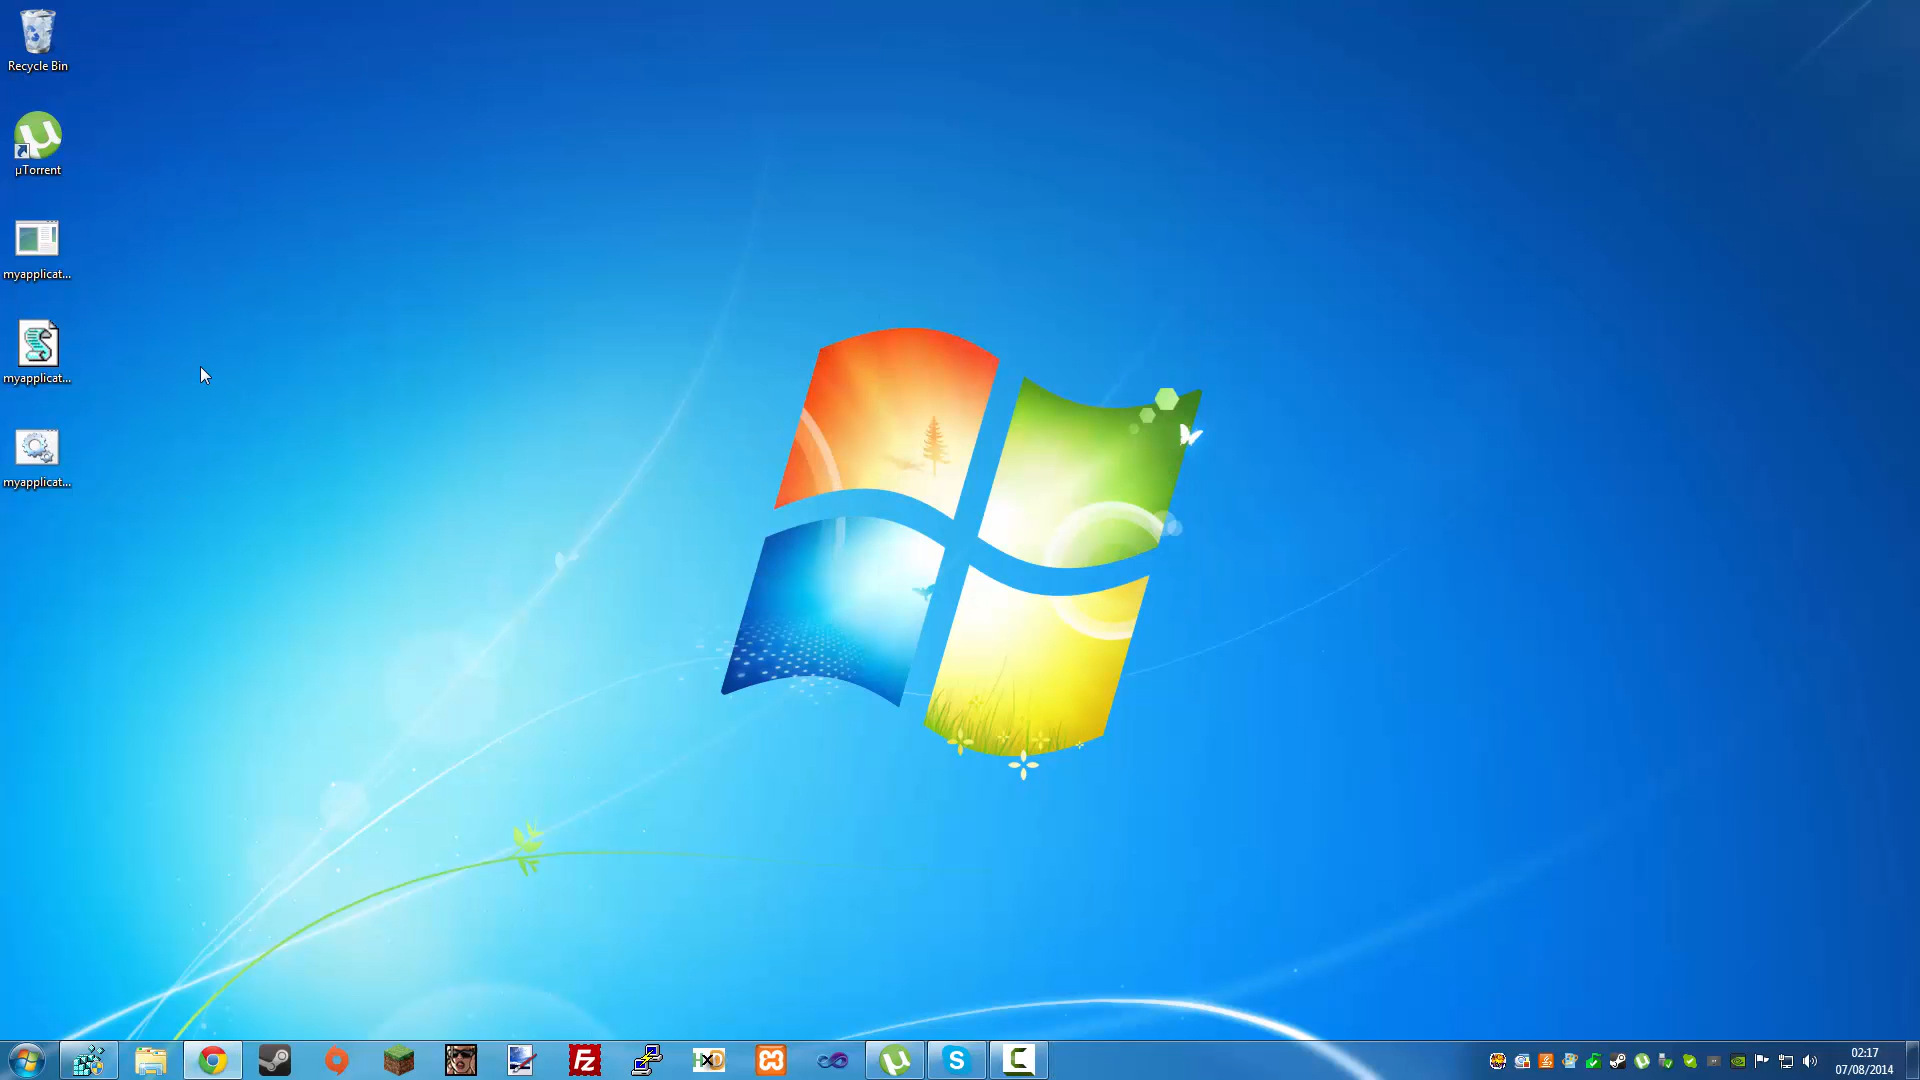 Recycle Bin
µTorrent
myapplicat...
myapplicat...
myapplicat...
02:17
07/08/2014